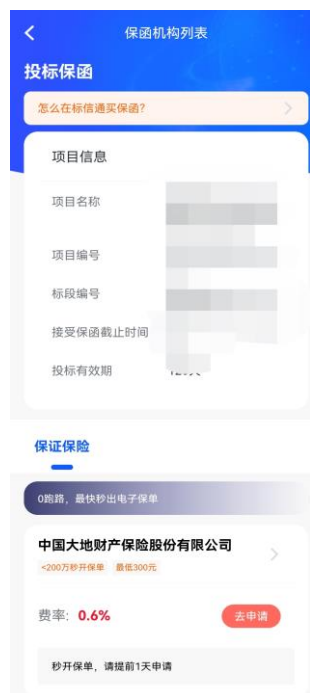 保函机构列表
投标保函
怎么在标信通买保函?
项目信息
项目名称
项目编号
标段编号
接受保函截止时间
投标有效期
保证保险
0跑路，最快秒出电子保单
中国大地财产保险股份有限公司
<200万秒开保单 最低300元
费率: 0.6% 去申请
秒开保单，请提前1天申请